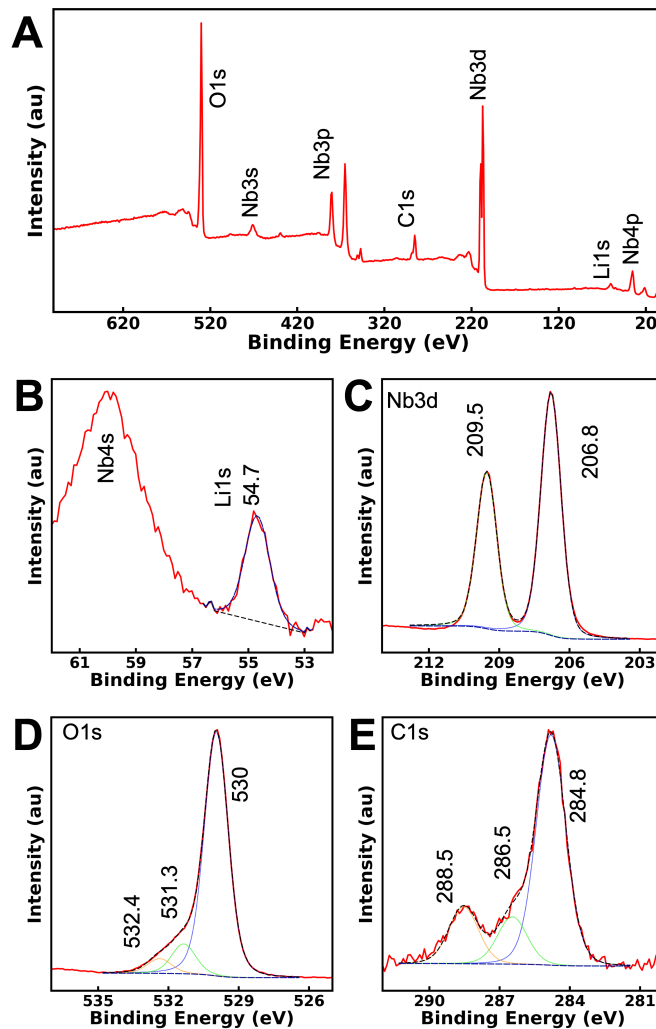 A
Intensity (au)
O1s
Nb3s
Nb3p
C1s
Nb3d
Li1s
Nb4p
620 520 420 320 220 120 20
Binding Energy (eV)
B
Intensity (au)
Nb4s
Li1s
54.7
61 59 57 55 53
Binding Energy (eV)
C
Nb3d
Intensity (au)
209.5
206.8
212 209 206 203
Binding Energy (eV)
D
O1s
Intensity (au)
532.4
531.3
530
535 532 529 526
Binding Energy (eV)
E
C1s
Intensity (au)
288.5
286.5
284.8
290 287 284 281
Binding Energy (eV)